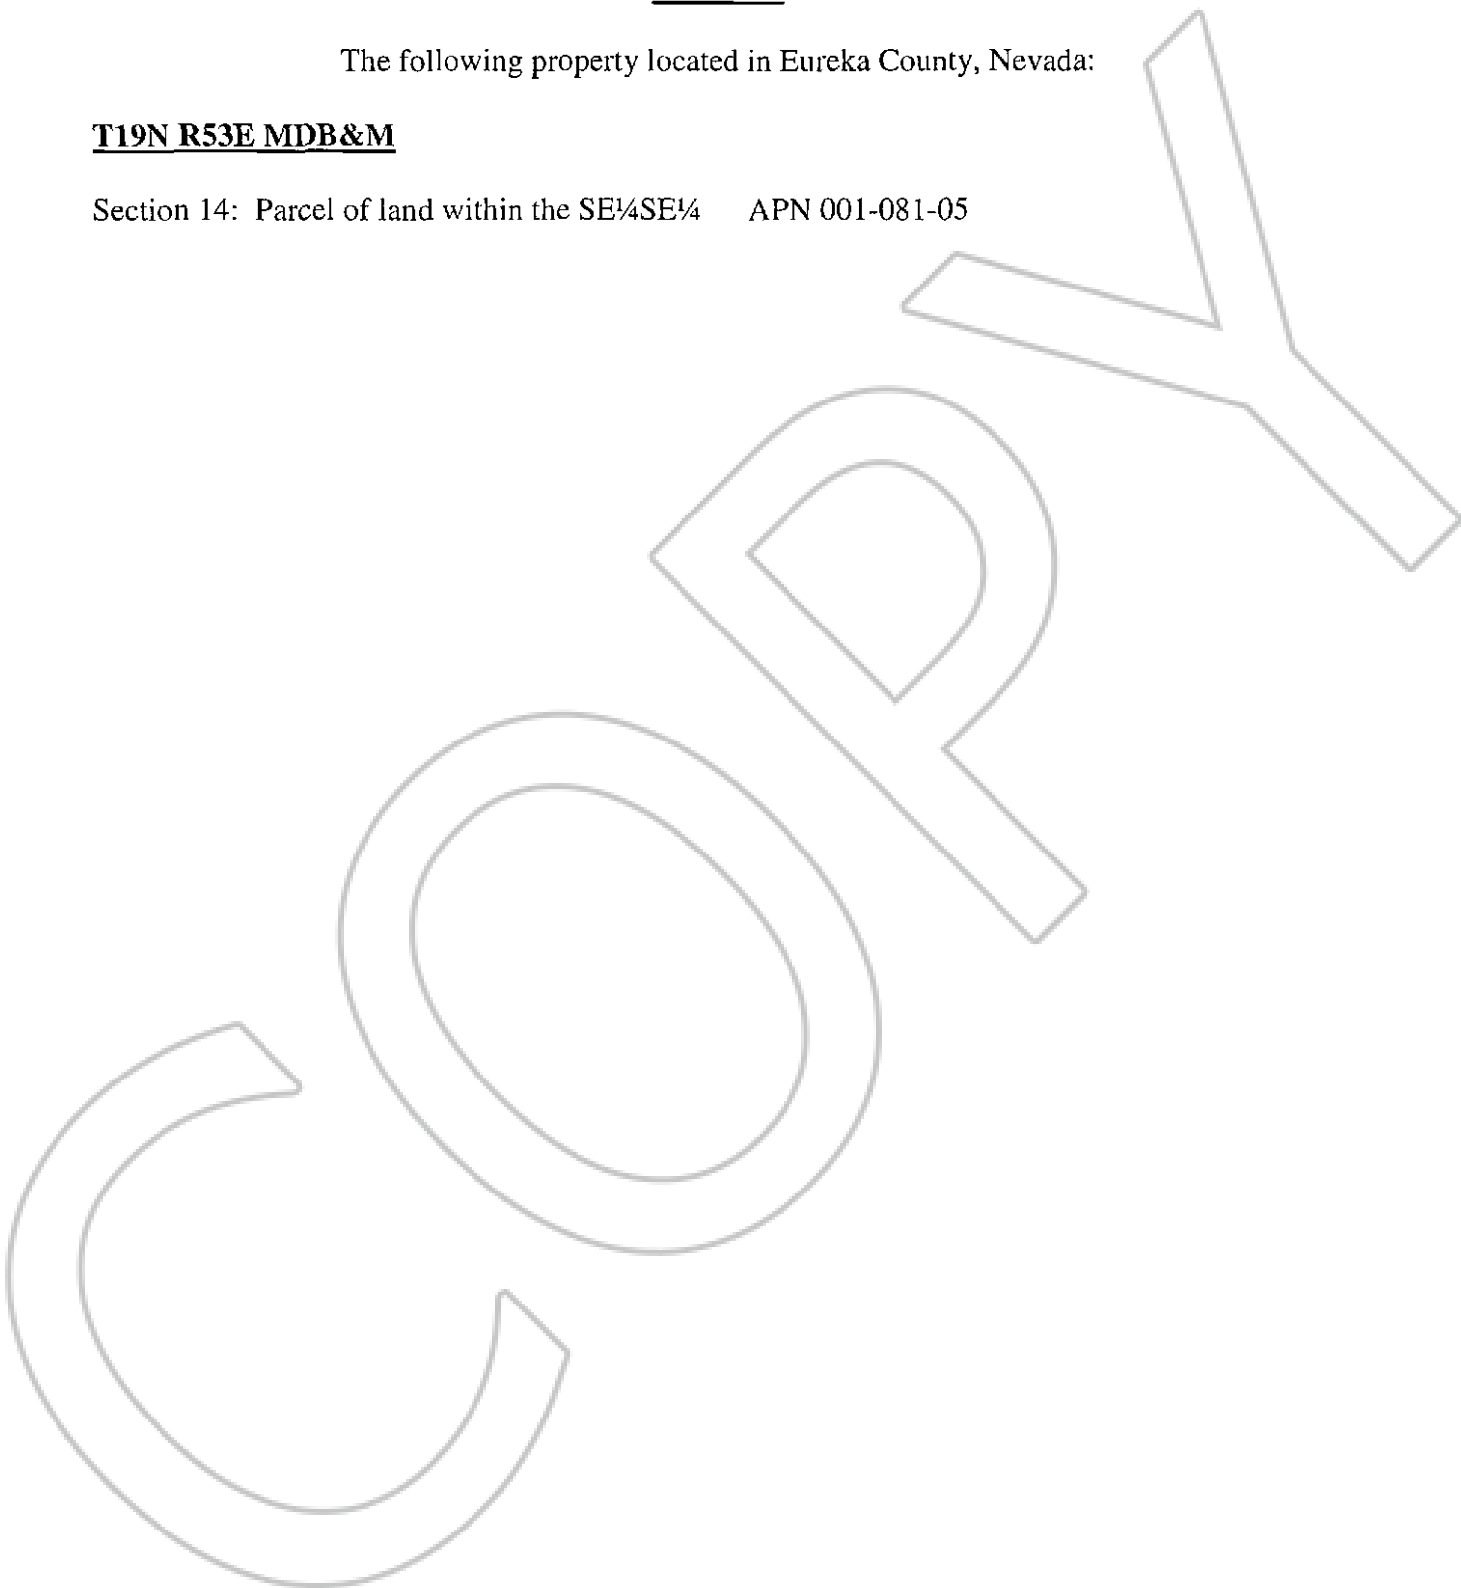 The following property located in Eureka County, Nevada:
T19N R53E MDB&M
Section 14: Parcel of land within the SE¼SE¼ APN 001-081-05
COPY